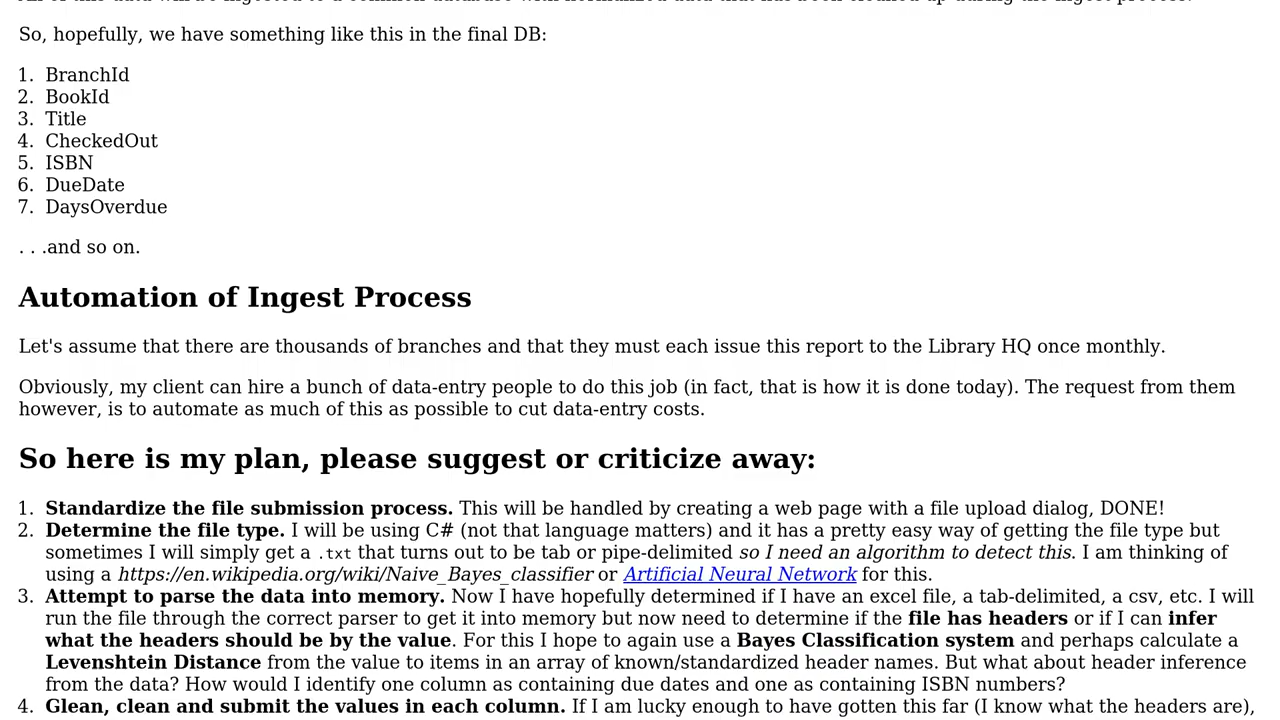 So, hopefully, we have something like this in the final DB:
1. BranchId
2. BookId
3. Title
4. CheckedOut
5. ISBN
6. DueDate
7. DaysOverdue
. . .and so on.
Automation of Ingest Process
Let's assume that there are thousands of branches and that they must each issue this report to the Library HQ once monthly.
Obviously, my client can hire a bunch of data-entry people to do this job (in fact, that is how it is done today). The request from them
however, is to automate as much of this as possible to cut data-entry costs.
So here is my plan, please suggest or criticize away:
1. Standardize the file submission process. This will be handled by creating a web page with a file upload dialog, DONE!
2. Determine the file type. I will be using C# (not that language matters) and it has a pretty easy way of getting the file type but
sometimes I will simply get a .txt that turns out to be tab or pipe-delimited so I need an algorithm to detect this. I am thinking of
using a https://en.wikipedia.org/wiki/Naive_Bayes_classifier or Artificial Neural Network for this.
3. Attempt to parse the data into memory. Now I have hopefully determined if I have an excel file, a tab-delimited, a csv, etc. I will
run the file through the correct parser to get it into memory but now need to determine if the file has headers or if I can infer
what the headers should be by the value. For this I hope to again use a Bayes Classification system and perhaps calculate a
Levenshtein Distance from the value to items in an array of known/standardized header names. But what about header inference
from the data? How would I identify one column as containing due dates and one as containing ISBN numbers?
4. Glean, clean and submit the values in each column. If I am lucky enough to have gotten this far (I know what the headers are),